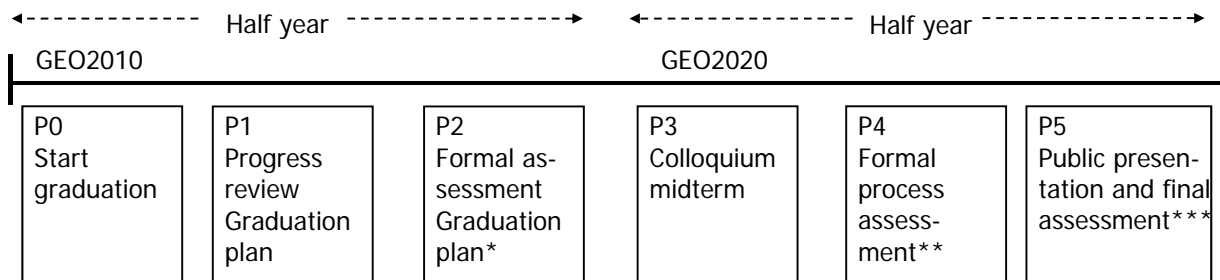 Half year
Half year
GEO2010
GEO2020
P0
Start
graduation
P1
Progress
review
Graduation
plan
P2
Formal as-
sessment
Graduation
plan*
P3
Colloquium
midterm
P4
Formal
process
assess-
ment**
P5
Public presen-
tation and final
assessment***